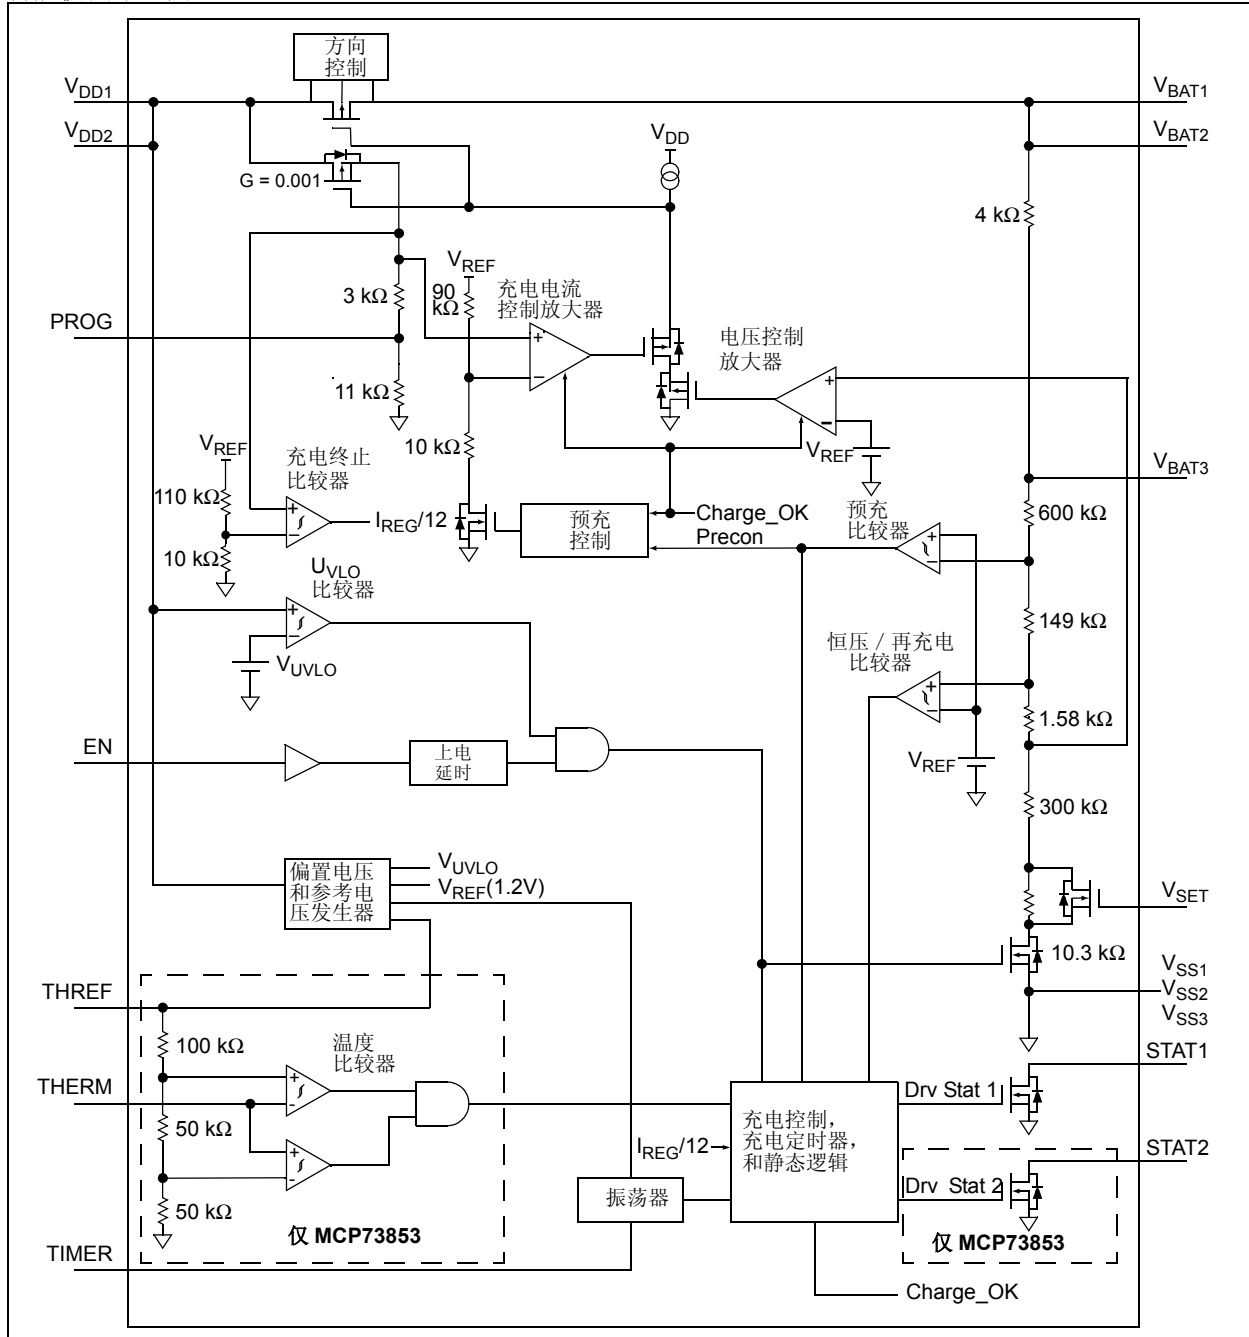 方向
控制
VDD1
VBAT1
VDD2
VBAT2
VDD
G = 0.001
4 kΩ
VREF
3 kΩ
90
kΩ
充电电流
控制放大器
PROG
电压控制
放大器
11 kΩ
VREF
充电终止
比较器
10 kΩ
VREF
VBAT3
110 kΩ
IREG/12
预充
控制
Charge_OK
Precon
预充
比较器
600 kΩ
10 kΩ
UVLO
比较器
149 kΩ
VUVLO
恒压 / 再充电
比较器
1.58 kΩ
EN
上电
延时
VREF
300 kΩ
偏置电压
和参考电
压发生器
VUVLO
VREF(1.2V)
VSET
10.3 kΩ
VSS1
VSS2
VSS3
THREF
100 kΩ
温度
比较器
STAT1
THERM
Drv Stat 1
50 kΩ
充电控制，
充电定时器，
和静态逻辑
IREG/12
STAT2
Drv Stat 2
50 kΩ
振荡器
仅 MCP73853
仅 MCP73853
TIMER
Charge_OK